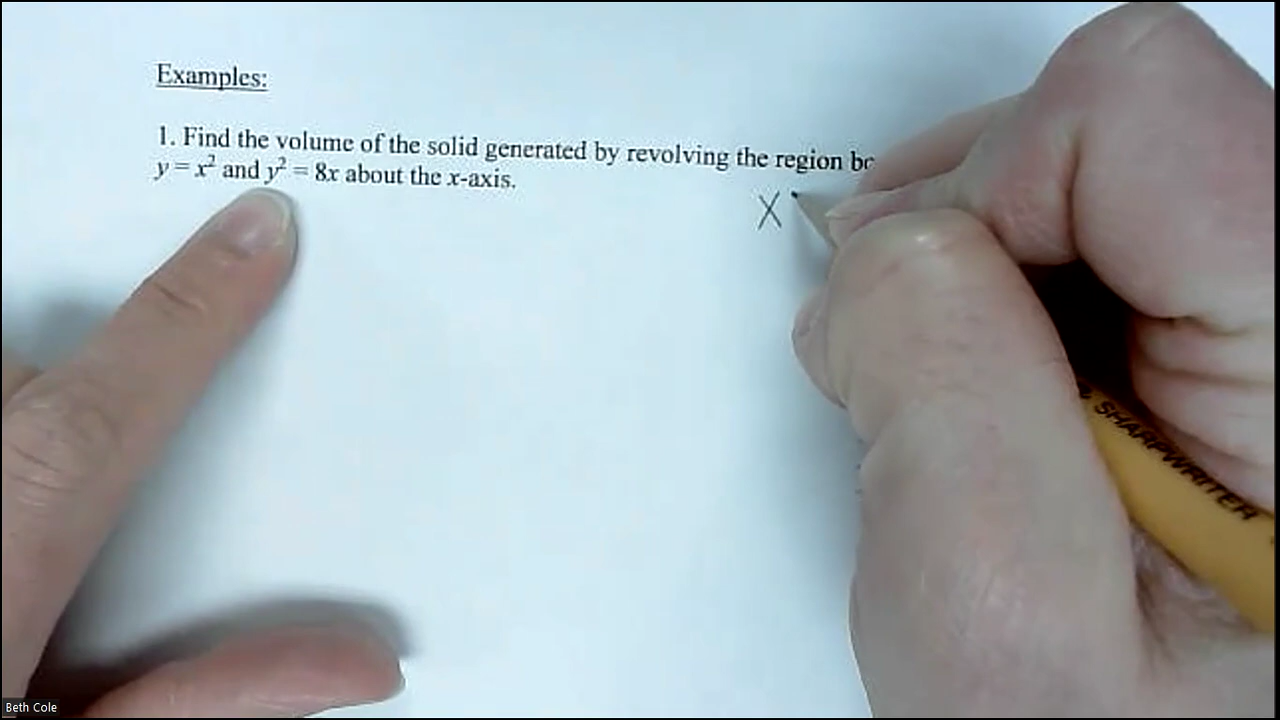 Examples:
1. Find the volume of the solid generated by revolving the region
y = x² and y² = 8x about the x-axis.
X
SHARPWRITER
Beth Cole